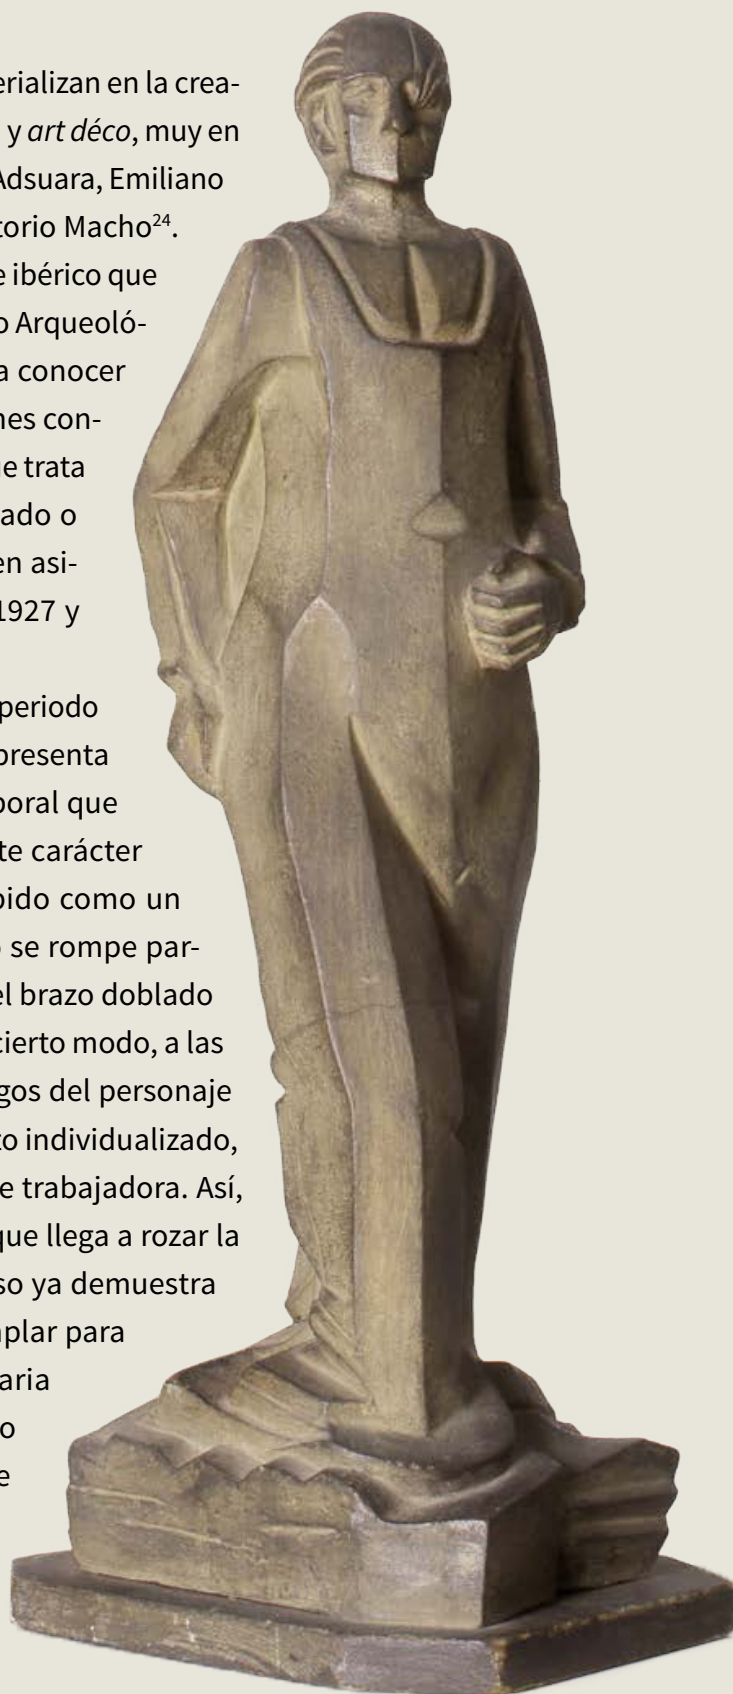 erializan en la crea-
y art déco, muy en
Adsuara, Emiliano
torio Macho24.
e ibérico que
o Arqueoló-
a conocer
nes con-
ue trata
ado o
en asi-
1927 y
periodo
presenta
poral que
te carácter
bido como un
o se rompe par-
el brazo doblado
cierto modo, a las
gos del personaje
to individualizado,
e trabajadora. Así,
que llega a rozar la
so ya demuestra
nplar para
aria
o
e